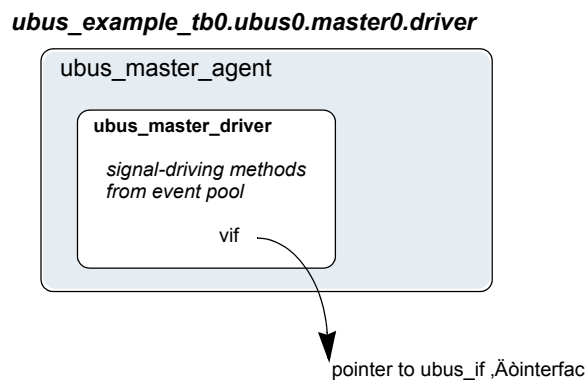 ubus_example_tb0.ubus0.master0.driver
ubus_master_agent
ubus_master_driver
signal-driving methods
from event pool
vif
pointer to ubus_if ‚Äòinterfac